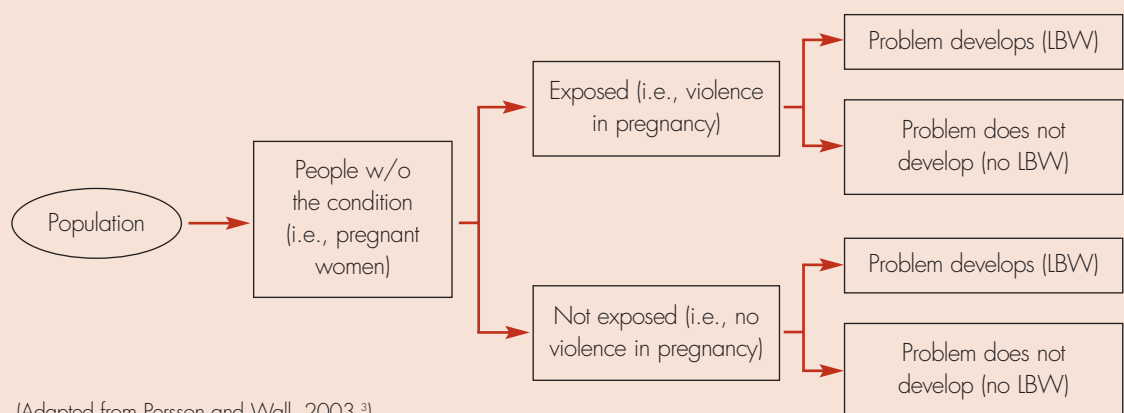 Population
People w/o
the condition
(i.e., pregnant
women)
Exposed (i.e., violence
in pregnancy)
Problem develops (LBW)
Problem does not
develop (no LBW)
Not exposed (i.e., no
violence in pregnancy)
Problem develops (LBW)
Problem does not
develop (no LBW)
(Adapted from Persson and Wall, 2003.³)